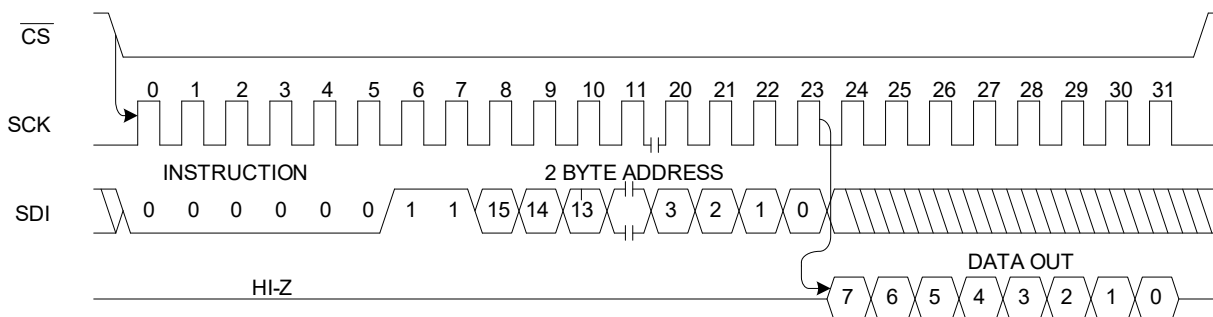 CS
0 1 2 3 4 5 6 7 8 9 10 11 20 21 22 23 24 25 26 27 28 29 30 31
SCK
INSTRUCTION 2 BYTE ADDRESS
SDI 0 0 0 0 0 0 1 1 15 14 13 3 2 1 0
DATA OUT
HI-Z
7 6 5 4 3 2 1 0